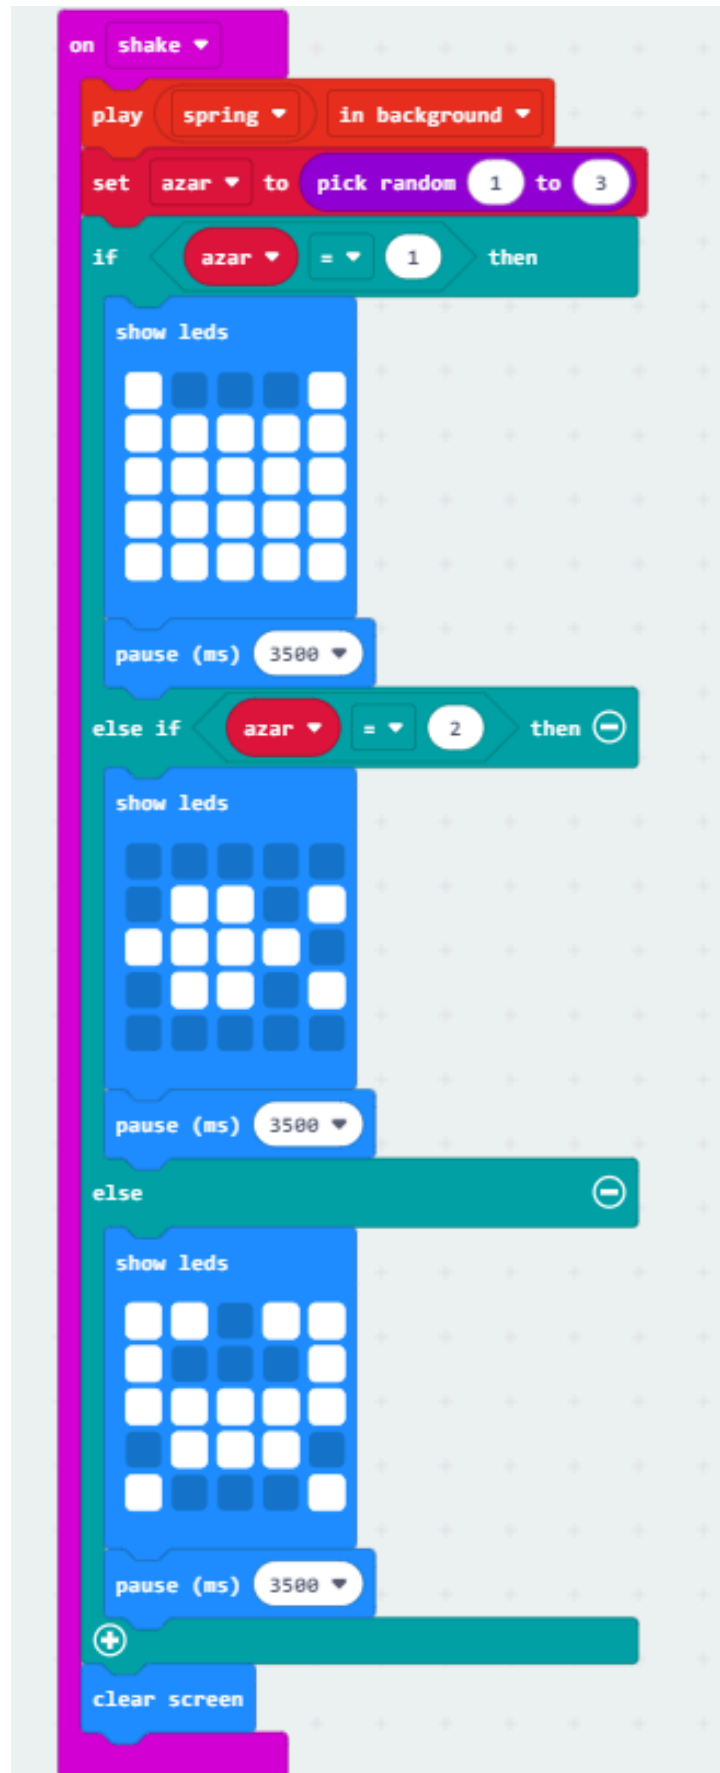 on shake
play spring in background
set azar to pick random 1 to 3
if azar = 1 then
show leds
pause (ms) 3500
else if azar = 2 then
show leds
pause (ms) 3500
else
show leds
pause (ms) 3500
clear screen